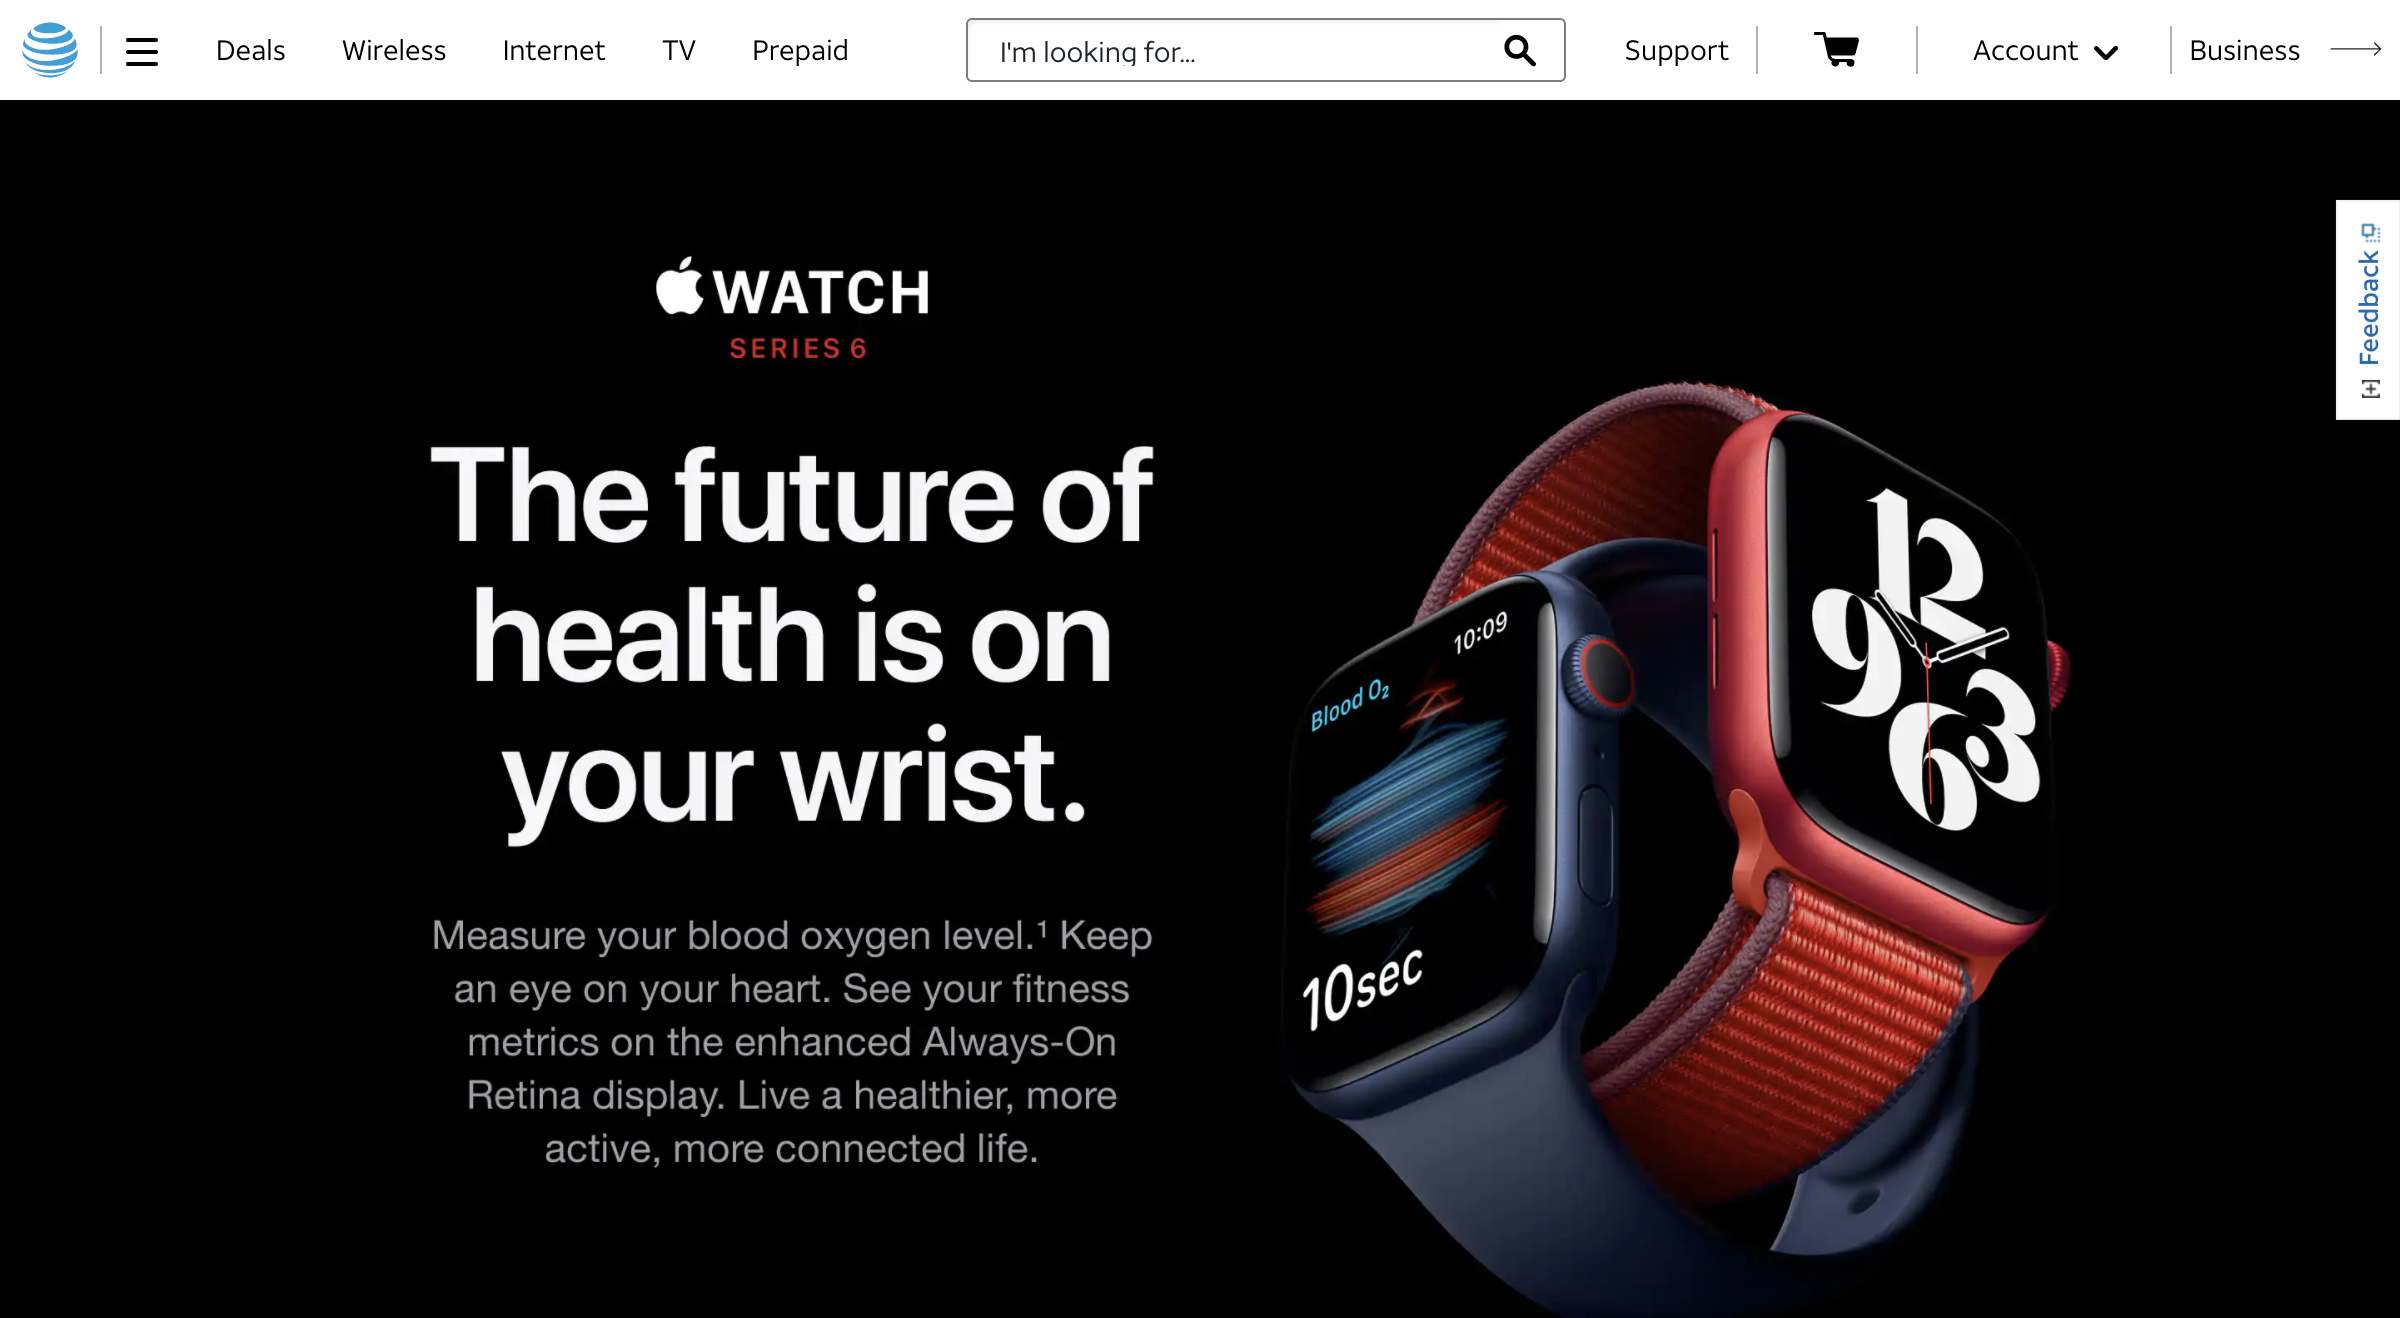 Deals Wireless Internet TV Prepaid I'm looking for... Support Account Business
[+] Feedback
WATCH
SERIES 6
The future of
health is on
your wrist.
Measure your blood oxygen level.¹ Keep
an eye on your heart. See your fitness
metrics on the enhanced Always-On
Retina display. Live a healthier, more
active, more connected life.
10:09
Blood O₂
10sec
12
9
3
6